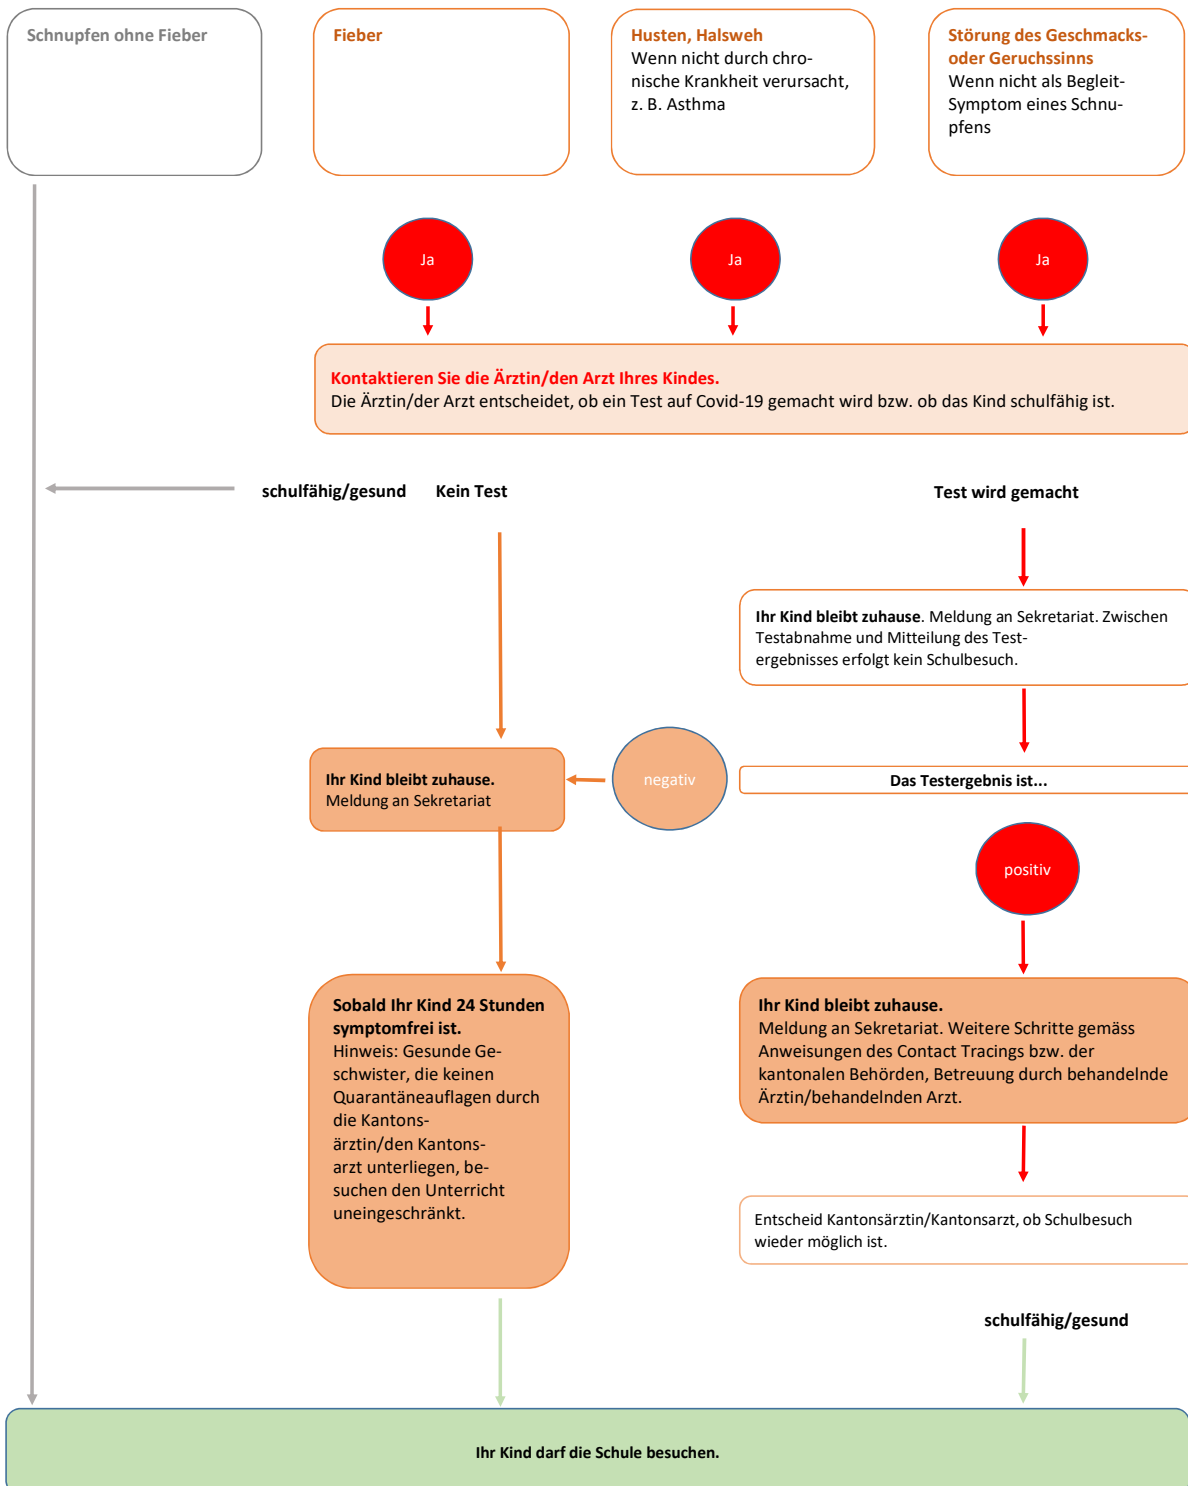 Schnupfen ohne Fieber
Fieber
Husten, Halsweh
Wenn nicht durch chro-
nische Krankheit verursacht,
z. B. Asthma
Störung des Geschmacks-
oder Geruchssinns
Wenn nicht als Begleit-
Symptom eines Schnu-
pfens
Ja
Ja
Ja
Kontaktieren Sie die Ärztin/den Arzt Ihres Kindes.
Die Ärztin/der Arzt entscheidet, ob ein Test auf Covid-19 gemacht wird bzw. ob das Kind schulfähig ist.
schulfähig/gesund
Kein Test
Test wird gemacht
Ihr Kind bleibt zuhause. Meldung an Sekretariat. Zwischen
Testabnahme und Mitteilung des Test-
ergebnisses erfolgt kein Schulbesuch.
Ihr Kind bleibt zuhause.
Meldung an Sekretariat
negativ
Das Testergebnis ist...
positiv
Sobald Ihr Kind 24 Stunden
symptomfrei ist.
Hinweis: Gesunde Ge-
schwister, die keinen
Quarantäneauflagen durch
die Kantons-
ärztin/den Kantons-
arzt unterliegen, be-
suchen den Unterricht
uneingeschränkt.
Ihr Kind bleibt zuhause.
Meldung an Sekretariat. Weitere Schritte gemäss
Anweisungen des Contact Tracings bzw. der
kantonalen Behörden, Betreuung durch behandelnde
Ärztin/behandelnden Arzt.
Entscheid Kantonsärztin/Kantonsarzt, ob Schulbesuch
wieder möglich ist.
schulfähig/gesund
Ihr Kind darf die Schule besuchen.